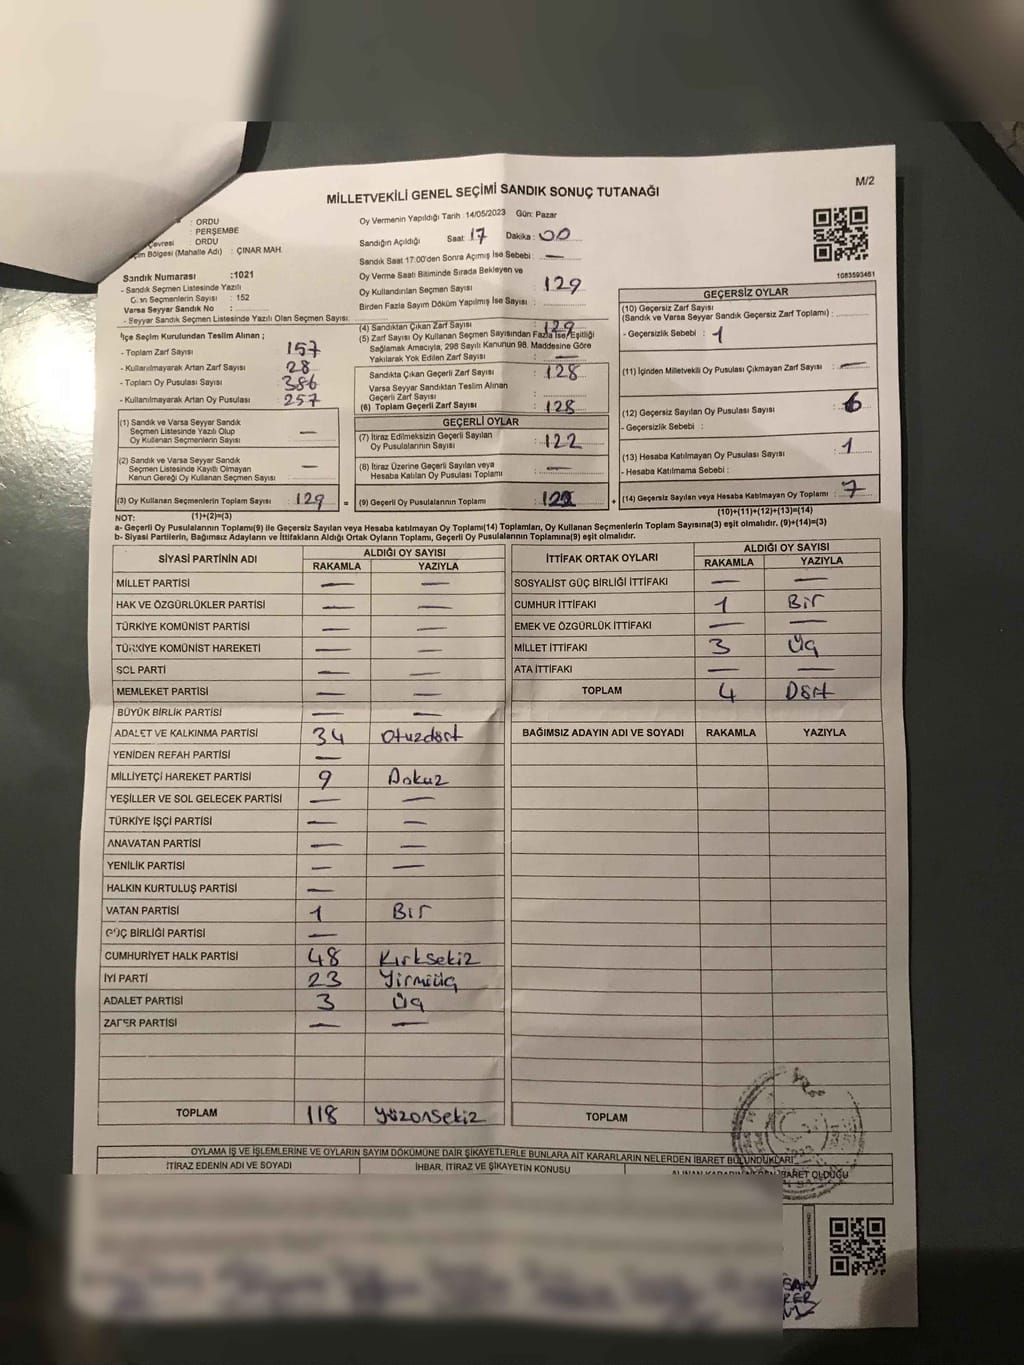 MİLLETVEKİLİ GENEL SEÇİMİ SANDIK SONUÇ TUTANAĞI
M/2
: ORDU
: PERŞEMBE
Çevresi : ORDU
Bölgesi (Mahalle Adı) : ÇINAR MAH.
Sandık Numarası :1021
- Sandık Seçmen Listesinde Yazılı
Seçmenlerin Sayısı : 152
Varsa Seyyar Sandık No :
- Seyyar Sandık Seçmen Listesinde Yazılı Olan Seçmen Sayısı:
İlçe Seçim Kurulundan Teslim Alınan ;
- Toplam Zarf Sayısı : 157
- Kullanılmayarak Artan Zarf Sayısı : 28
- Toplam Oy Pusulası Sayısı : 386
- Kullanılmayarak Artan Oy Pusulası : 257
(1) Sandık ve Varsa Seyyar Sandık
Seçmen Listesinde Yazılı Olup
Oy Kullanan Seçmenlerin Sayısı : —
(2) Sandık ve Varsa Seyyar Sandık
Seçmen Listesinde Kayıtlı Olmayan
Kanun Gereği Oy Kullanan Seçmen Sayısı : —
(3) Oy Kullanan Seçmenlerin Toplam Sayısı : 129 =
Oy Vermenin Yapıldığı Tarih :14/05/2023 Gün: Pazar
Sandığın Açıldığı Saat: 17 Dakika: 00
Sandık Saat 17:00'den Sonra Açılmış İse Sebebi : —
Oy Verme Saati Bitiminde Sırada Bekleyen ve
Oy Kullandırılan Seçmen Sayısı : 129
Birden Fazla Sayım Döküm Yapılmış İse Sayısı :
(4) Sandıktan Çıkan Zarf Sayısı : 129
(5) Zarf Sayısı Oy Kullanan Seçmen Sayısından Fazla İse, Eşitliği
Sağlamak Amacıyla, 298 Sayılı Kanunun 98. Maddesine Göre
Yakılarak Yok Edilen Zarf Sayısı : —
Sandıkta Çıkan Geçerli Zarf Sayısı : 128
Varsa Seyyar Sandıktan Teslim Alınan
Geçerli Zarf Sayısı :
(6) Toplam Geçerli Zarf Sayısı : 128
GEÇERLİ OYLAR
(7) İtiraz Edilmeksizin Geçerli Sayılan
Oy Pusulalarının Sayısı : 122
(8) İtiraz Üzerine Geçerli Sayılan veya
Hesaba Katılan Oy Pusulası Toplamı : —
(9) Geçerli Oy Pusulalarının Toplamı : 122 +
1083593461
GEÇERSİZ OYLAR
(10) Geçersiz Zarf Sayısı
(Sandık ve Varsa Seyyar Sandık Geçersiz Zarf Toplamı) :
- Geçersizlik Sebebi : 1
(11) İçinden Milletvekili Oy Pusulası Çıkmayan Zarf Sayısı : —
(12) Geçersiz Sayılan Oy Pusulası Sayısı : 6
- Geçersizlik Sebebi :
(13) Hesaba Katılmayan Oy Pusulası Sayısı : 1
- Hesaba Katılmama Sebebi :
(14) Geçersiz Sayılan veya Hesaba Katılmayan Oy Toplamı : 7
NOT: (1)+(2)=(3) (10)+(11)+(12)+(13)=(14)
a- Geçerli Oy Pusulalarının Toplamı(9) ile Geçersiz Sayılan veya Hesaba katılmayan Oy Toplamı(14) Toplamları, Oy Kullanan Seçmenlerin Toplam Sayısına(3) eşit olmalıdır. (9)+(14)=(3)
b- Siyasi Partilerin, Bağımsız Adayların ve İttifakların Aldığı Ortak Oyların Toplamı, Geçerli Oy Pusulalarının Toplamına(9) eşit olmalıdır.
SİYASİ PARTİNİN ADI ALDIĞI OY SAYISI
RAKAMLA YAZIYLA
MİLLET PARTİSİ — —
HAK VE ÖZGÜRLÜKLER PARTİSİ — —
TÜRKİYE KOMÜNİST PARTİSİ — —
TÜRKİYE KOMÜNİST HAREKETİ — —
SOL PARTİ — —
MEMLEKET PARTİSİ — —
BÜYÜK BİRLİK PARTİSİ — —
ADALET VE KALKINMA PARTİSİ 34 Otuzdört
YENİDEN REFAH PARTİSİ —
MİLLİYETÇİ HAREKET PARTİSİ 9 Dokuz
YEŞİLLER VE SOL GELECEK PARTİSİ — —
TÜRKİYE İŞÇİ PARTİSİ — —
ANAVATAN PARTİSİ — —
YENİLİK PARTİSİ — —
HALKIN KURTULUŞ PARTİSİ —
VATAN PARTİSİ 1 Bir
GÜÇ BİRLİĞİ PARTİSİ —
CUMHURİYET HALK PARTİSİ 48 Kırksekiz
İYİ PARTİ 23 Yirmiüç
ADALET PARTİSİ 3 Üç
ZAFER PARTİSİ — —
TOPLAM 118 Yüzonsekiz
İTTİFAK ORTAK OYLARI ALDIĞI OY SAYISI
RAKAMLA YAZIYLA
SOSYALİST GÜÇ BİRLİĞİ İTTİFAKI — —
CUMHUR İTTİFAKI 1 Bir
EMEK VE ÖZGÜRLÜK İTTİFAKI — —
MİLLET İTTİFAKI 3 Üç
ATA İTTİFAKI — —
TOPLAM 4 Dört
BAĞIMSIZ ADAYIN ADI VE SOYADI RAKAMLA YAZIYLA
TOPLAM
OYLAMA İŞ VE İŞLEMLERİNE VE OYLARIN SAYIM DÖKÜMÜNE DAİR ŞİKAYETLERLE BUNLARA AİT KARARLARIN NELERDEN İBARET BULUNDUKLARI
İTİRAZ EDENİN ADI VE SOYADI İHBAR, İTİRAZ VE ŞİKAYETİN KONUSU İBARET OLDUĞU